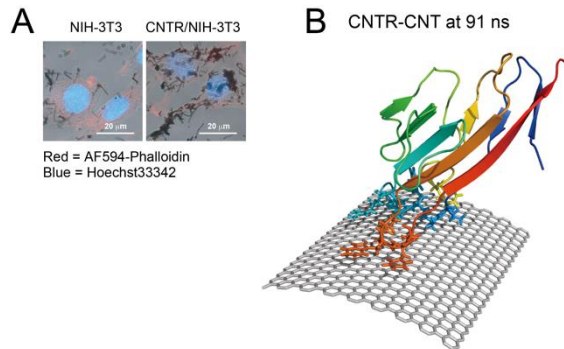 A
NIH-3T3
CNTR/NIH-3T3
20 µm
20 µm
Red = AF594-Phalloidin
Blue = Hoechst33342
B
CNTR-CNT at 91 ns